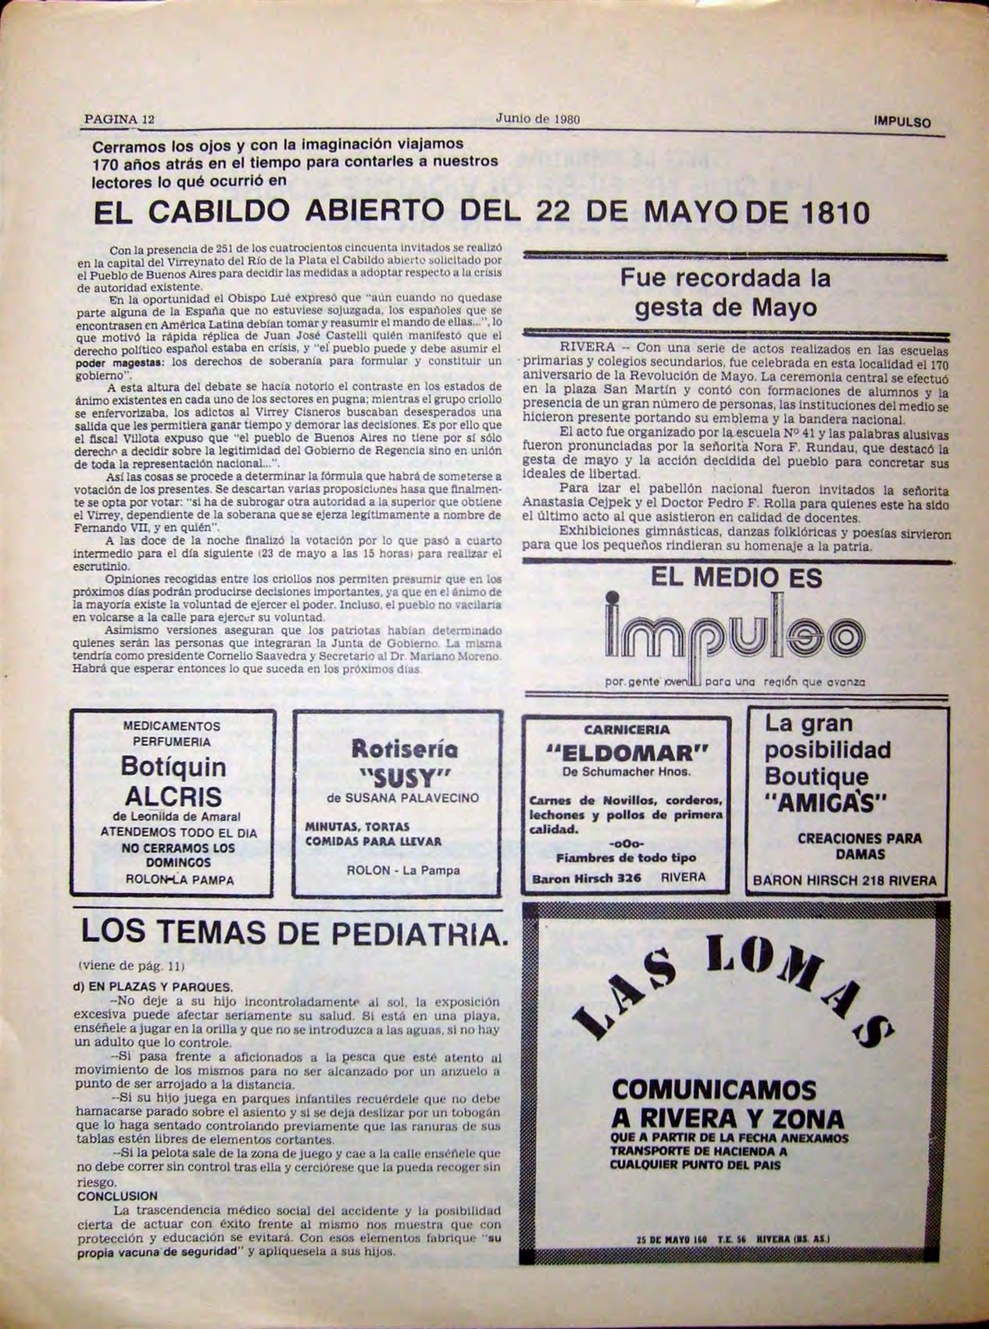 PAGINA 12
Junio de 1980
IMPULSO
Cerramos los ojos y con la imaginación viajamos
170 años atrás en el tiempo para contarles a nuestros
lectores lo qué ocurrió en
EL CABILDO ABIERTO DEL 22 DE MAYO DE 1810
Con la presencia de 251 de los cuatrocientos cincuenta invitados se realizó
en la capital del Virreynato del Río de la Plata el Cabildo abierto solicitado por
el Pueblo de Buenos Aires para decidir las medidas a adoptar respecto a la crisis
de autoridad existente.
En la oportunidad el Obispo Lué expresó que "aún cuando no quedase
parte alguna de la España que no estuviese sojuzgada, los españoles que se
encontrasen en América Latina debían tomar y reasumir el mando de ellas...", lo
que motivó la rápida réplica de Juan José Castelli quién manifestó que el
derecho político español estaba en crisis, y "el pueblo puede y debe asumir el
poder magestas: los derechos de soberanía para formular y constituir un
gobierno".
A esta altura del debate se hacía notorio el contraste en los estados de
ánimo existentes en cada uno de los sectores en pugna; mientras el grupo criollo
se enfervorizaba, los adictos al Virrey Cisneros buscaban desesperados una
salida que les permitiera ganar tiempo y demorar las decisiones. Es por ello que
el fiscal Villota expuso que "el pueblo de Buenos Aires no tiene por sí sólo
derecho a decidir sobre la legitimidad del Gobierno de Regencia sino en unión
de toda la representación nacional...".
Así las cosas se procede a determinar la fórmula que habrá de someterse a
votación de los presentes. Se descartan varias proposiciones hasa que finalmen-
te se opta por votar: "si ha de subrogar otra autoridad a la superior que obtiene
el Virrey, dependiente de la soberana que se ejerza legítimamente a nombre de
Fernando VII, y en quién".
A las doce de la noche finalizó la votación por lo que pasó a cuarto
intermedio para el día siguiente (23 de mayo a las 15 horas) para realizar el
escrutinio.
Opiniones recogidas entre los criollos nos permiten presumir que en los
próximos días podrán producirse decisiones importantes, ya que en el ánimo de
la mayoría existe la voluntad de ejercer el poder. Incluso, el pueblo no vacilaría
en volcarse a la calle para ejercer su voluntad.
Asimismo versiones aseguran que los patriotas habían determinado
quienes serán las personas que integraran la Junta de Gobierno. La misma
tendría como presidente Cornelio Saavedra y Secretario al Dr. Mariano Moreno.
Habrá que esperar entonces lo que suceda en los próximos días.
Fue recordada la
gesta de Mayo
RIVERA -- Con una serie de actos realizados en las escuelas
primarias y colegios secundarios, fue celebrada en esta localidad el 170
aniversario de la Revolución de Mayo. La ceremonia central se efectuó
en la plaza San Martín y contó con formaciones de alumnos y la
presencia de un gran número de personas, las instituciones del medio se
hicieron presente portando su emblema y la bandera nacional.
El acto fue organizado por la escuela Nº 41 y las palabras alusivas
fueron pronunciadas por la señorita Nora F. Rundau, que destacó la
gesta de mayo y la acción decidida del pueblo para concretar sus
ideales de libertad.
Para izar el pabellón nacional fueron invitados la señorita
Anastasia Cejpek y el Doctor Pedro F. Rolla para quienes este ha sido
el último acto al que asistieron en calidad de docentes.
Exhibiciones gimnásticas, danzas folklóricas y poesías sirvieron
para que los pequeños rindieran su homenaje a la patria.
EL MEDIO ES
impulso
por gente joven para una región que avanza
MEDICAMENTOS
PERFUMERIA
Botíquin
ALCRIS
de Leonilda de Amaral
ATENDEMOS TODO EL DIA
NO CERRAMOS LOS
DOMINGOS
ROLON-LA PAMPA
Rotisería
"SUSY"
de SUSANA PALAVECINO
MINUTAS, TORTAS
COMIDAS PARA LLEVAR
ROLON - La Pampa
CARNICERIA
"ELDOMAR"
De Schumacher Hnos.
Carnes de Novillos, corderos,
lechones y pollos de primera
calidad.
-oOo-
Fiambres de todo tipo
Baron Hirsch 326 RIVERA
La gran
posibilidad
Boutique
"AMIGA'S"
CREACIONES PARA
DAMAS
BARON HIRSCH 218 RIVERA
LOS TEMAS DE PEDIATRIA.
(viene de pág. 11)
d) EN PLAZAS Y PARQUES.
--No deje a su hijo incontroladamente al sol, la exposición
excesiva puede afectar seriamente su salud. Si está en una playa,
enséñele a jugar en la orilla y que no se introduzca a las aguas, si no hay
un adulto que lo controle.
--Si pasa frente a aficionados a la pesca que esté atento al
movimiento de los mismos para no ser alcanzado por un anzuelo a
punto de ser arrojado a la distancia.
--Si su hijo juega en parques infantiles recuérdele que no debe
hamacarse parado sobre el asiento y si se deja deslizar por un tobogán
que lo haga sentado controlando previamente que las ranuras de sus
tablas estén libres de elementos cortantes.
--Si la pelota sale de la zona de juego y cae a la calle enséñele que
no debe correr sin control tras ella y cerciórese que la pueda recoger sin
riesgo.
CONCLUSION
La trascendencia médico social del accidente y la posibilidad
cierta de actuar con éxito frente al mismo nos muestra que con
protección y educación se evitará. Con esos elementos fabrique "su
propia vacuna de seguridad" y apliquesela a sus hijos.
LAS LOMAS
COMUNICAMOS
A RIVERA Y ZONA
QUE A PARTIR DE LA FECHA ANEXAMOS
TRANSPORTE DE HACIENDA A
CUALQUIER PUNTO DEL PAIS
25 DE MAYO 160 T.E. 56 RIVERA (BS. AS.)